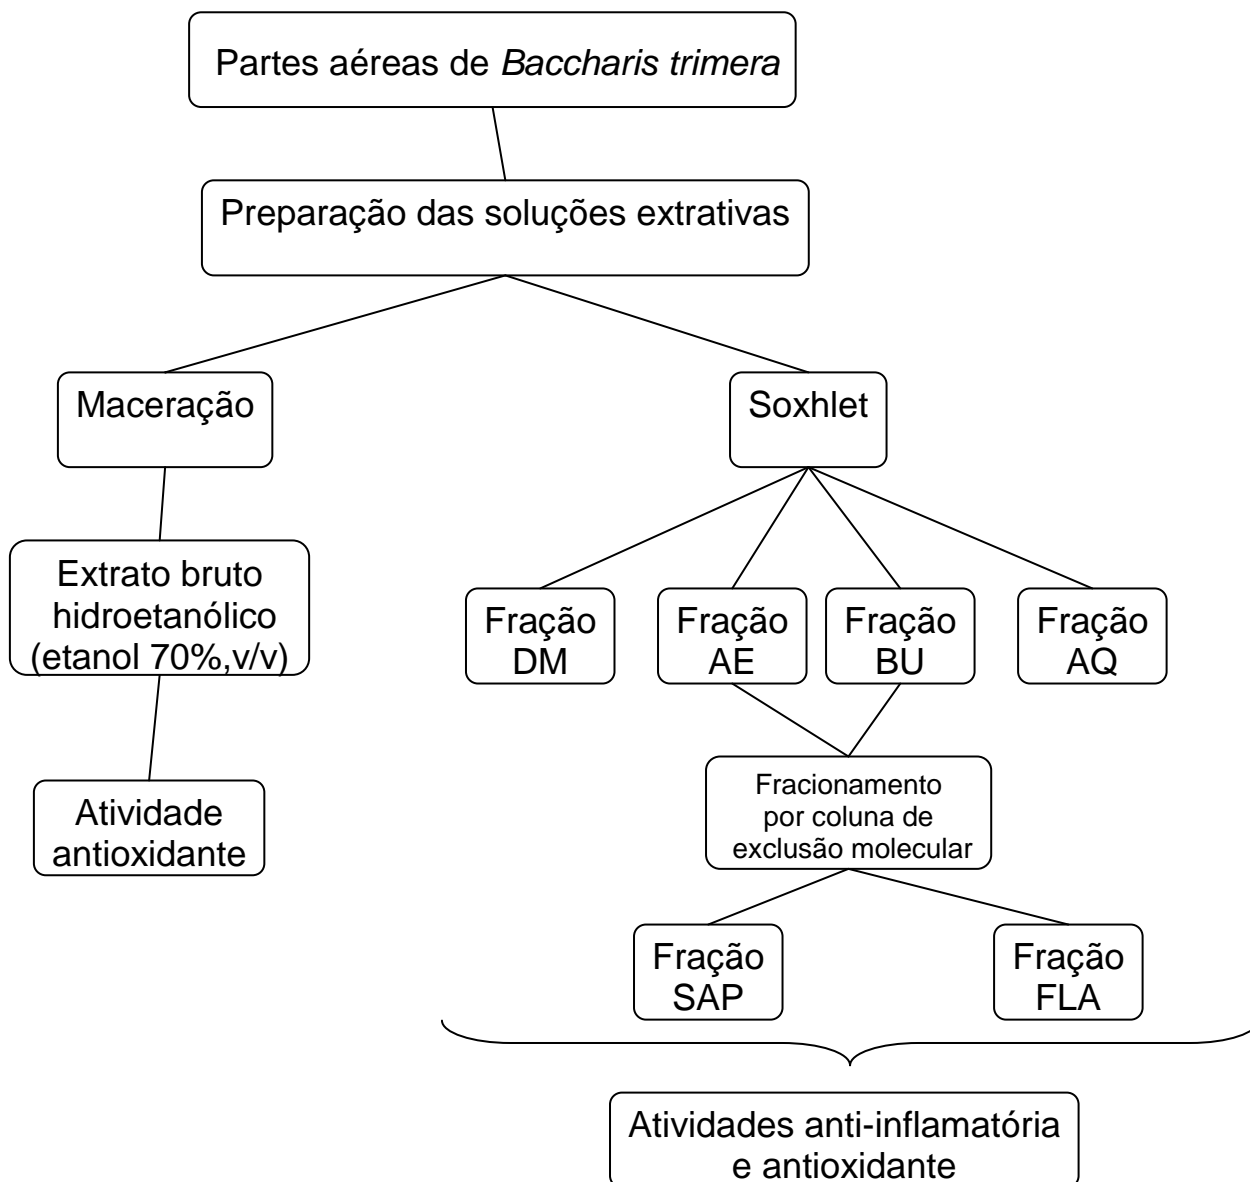 Partes aéreas de Baccharis trimera
Preparação das soluções extrativas
Maceração
Soxhlet
Extrato bruto
hidroetanólico
(etanol 70%,v/v)
Fração
DM
Fração
AE
Fração
BU
Fração
AQ
Atividade
antioxidante
Fracionamento
por coluna de
exclusão molecular
Fração
SAP
Fração
FLA
Atividades anti-inflamatória
e antioxidante